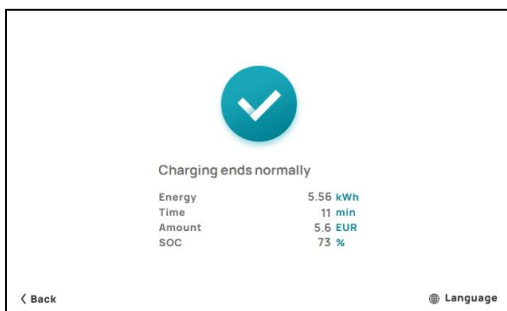 Charging ends normally
Energy 5.56 kWh
Time 11 min
Amount 5.6 EUR
SOC 73 %
Back Language